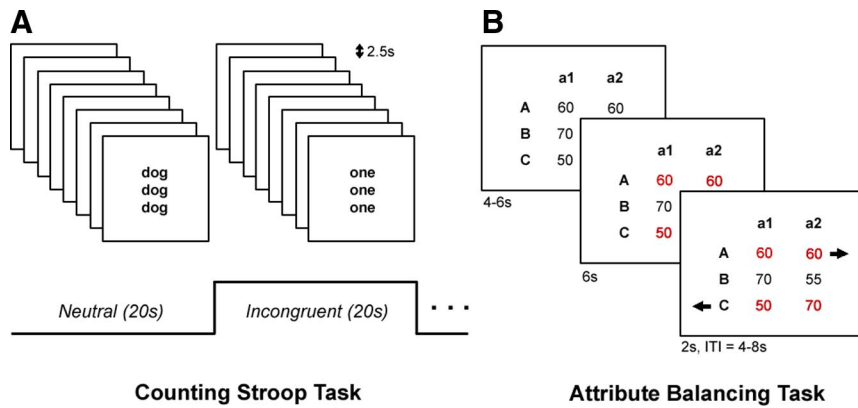 A
2.5s
dog
dog
dog
one
one
one
Neutral (20s)
Incongruent (20s)
. . .
Counting Stroop Task
B
a1 a2
A 60 60
B 70
C 50
4-6s
a1 a2
A 60 60
B 70
C 50
6s
a1 a2
A 60 60
B 70 55
C 50 70
2s, ITI = 4-8s
Attribute Balancing Task